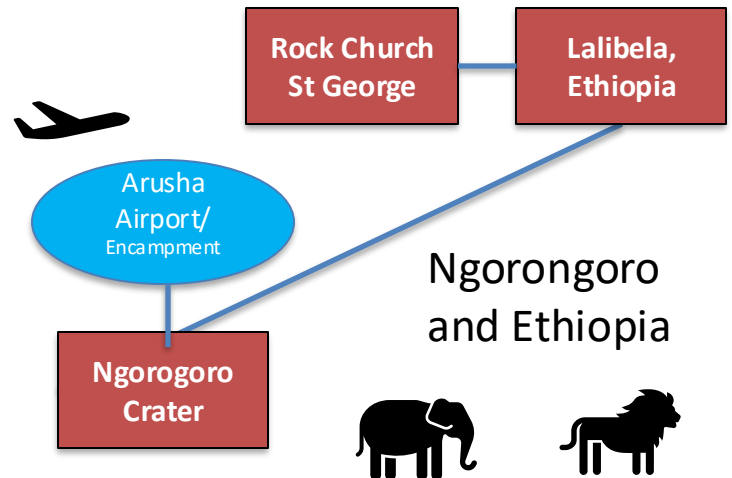 Rock Church
St George
Lalibela,
Ethiopia
Arusha
Airport/
Encampment
Ngorongoro
and Ethiopia
Ngorogoro
Crater